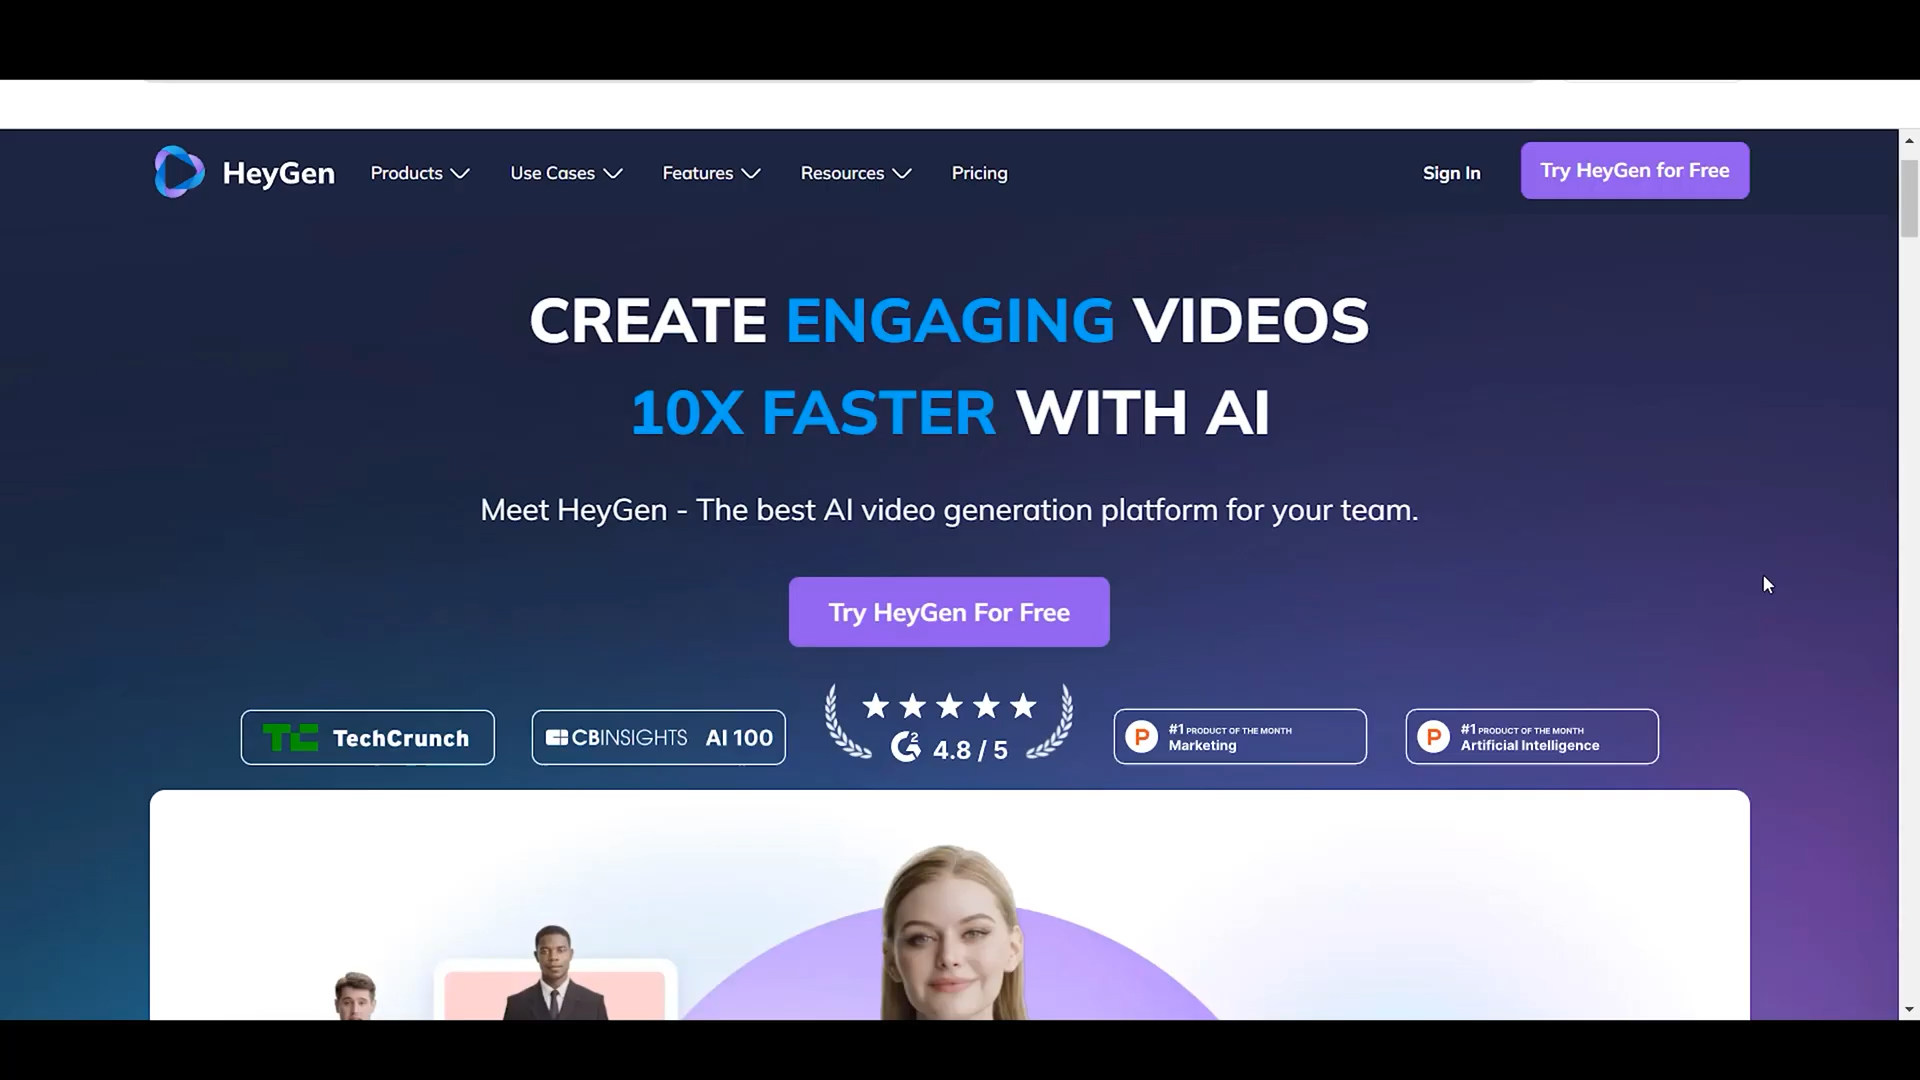 HeyGen
Products
Use Cases
Features
Resources
Pricing
Sign In
Try HeyGen for Free
CREATE ENGAGING VIDEOS
10X FASTER WITH AI
Meet HeyGen - The best AI video generation platform for your team.
Try HeyGen For Free
TC TechCrunch
CBINSIGHTS AI 100
G2 4.8 / 5
P #1 PRODUCT OF THE MONTH
Marketing
P #1 PRODUCT OF THE MONTH
Artificial Intelligence